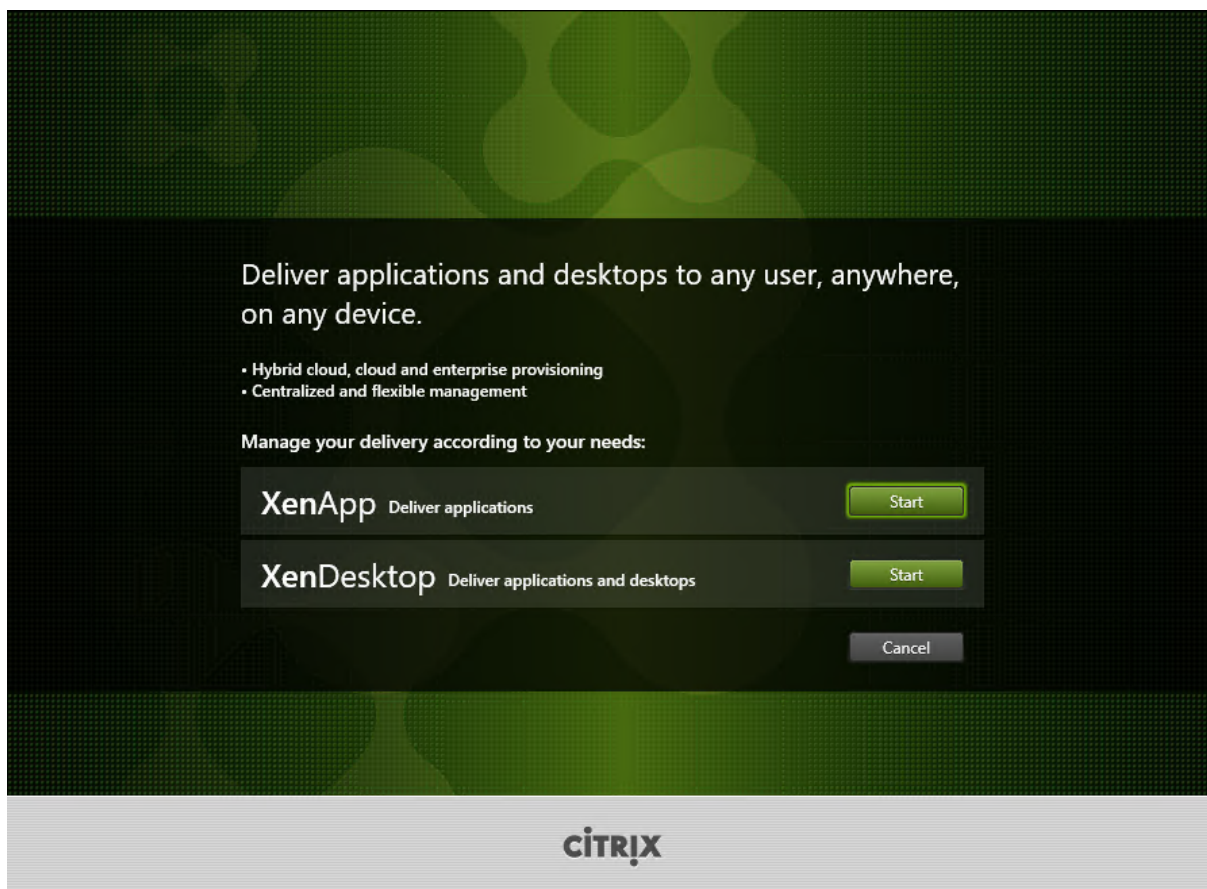 Deliver applications and desktops to any user, anywhere,
on any device.
• Hybrid cloud, cloud and enterprise provisioning
• Centralized and flexible management
Manage your delivery according to your needs:
XenApp Deliver applications Start
XenDesktop Deliver applications and desktops Start
Cancel
CİTRIX